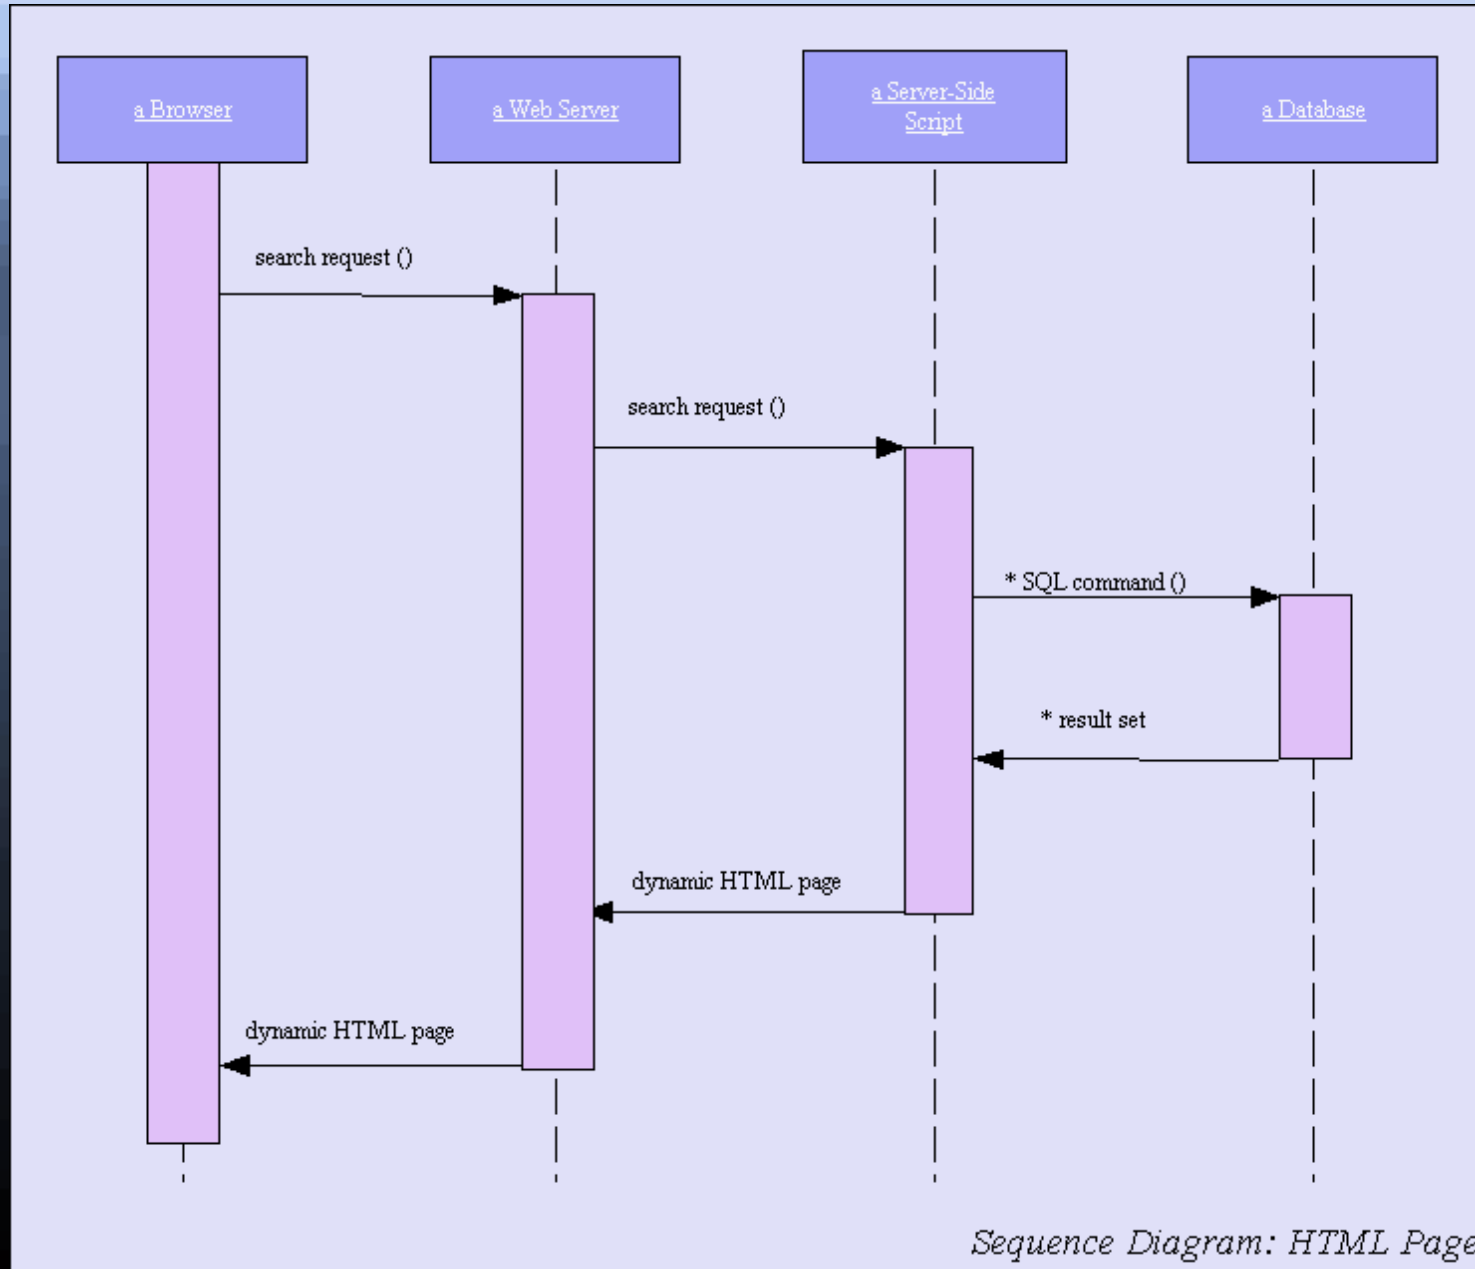 a Browser
a Web Server
a Server-Side
Script
a Database
search request ()
search request ()
* SQL command ()
* result set
dynamic HTML page
dynamic HTML page
Sequence Diagram: HTML Page